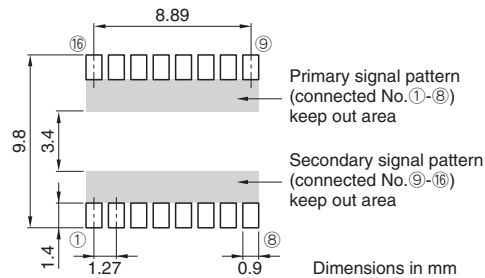 8.89
⑯
⑨
Primary signal pattern
(connected No.①-⑧)
keep out area
9.8
3.4
Secondary signal pattern
(connected No.⑨-⑯)
keep out area
①
⑧
1.4
1.27
0.9
Dimensions in mm